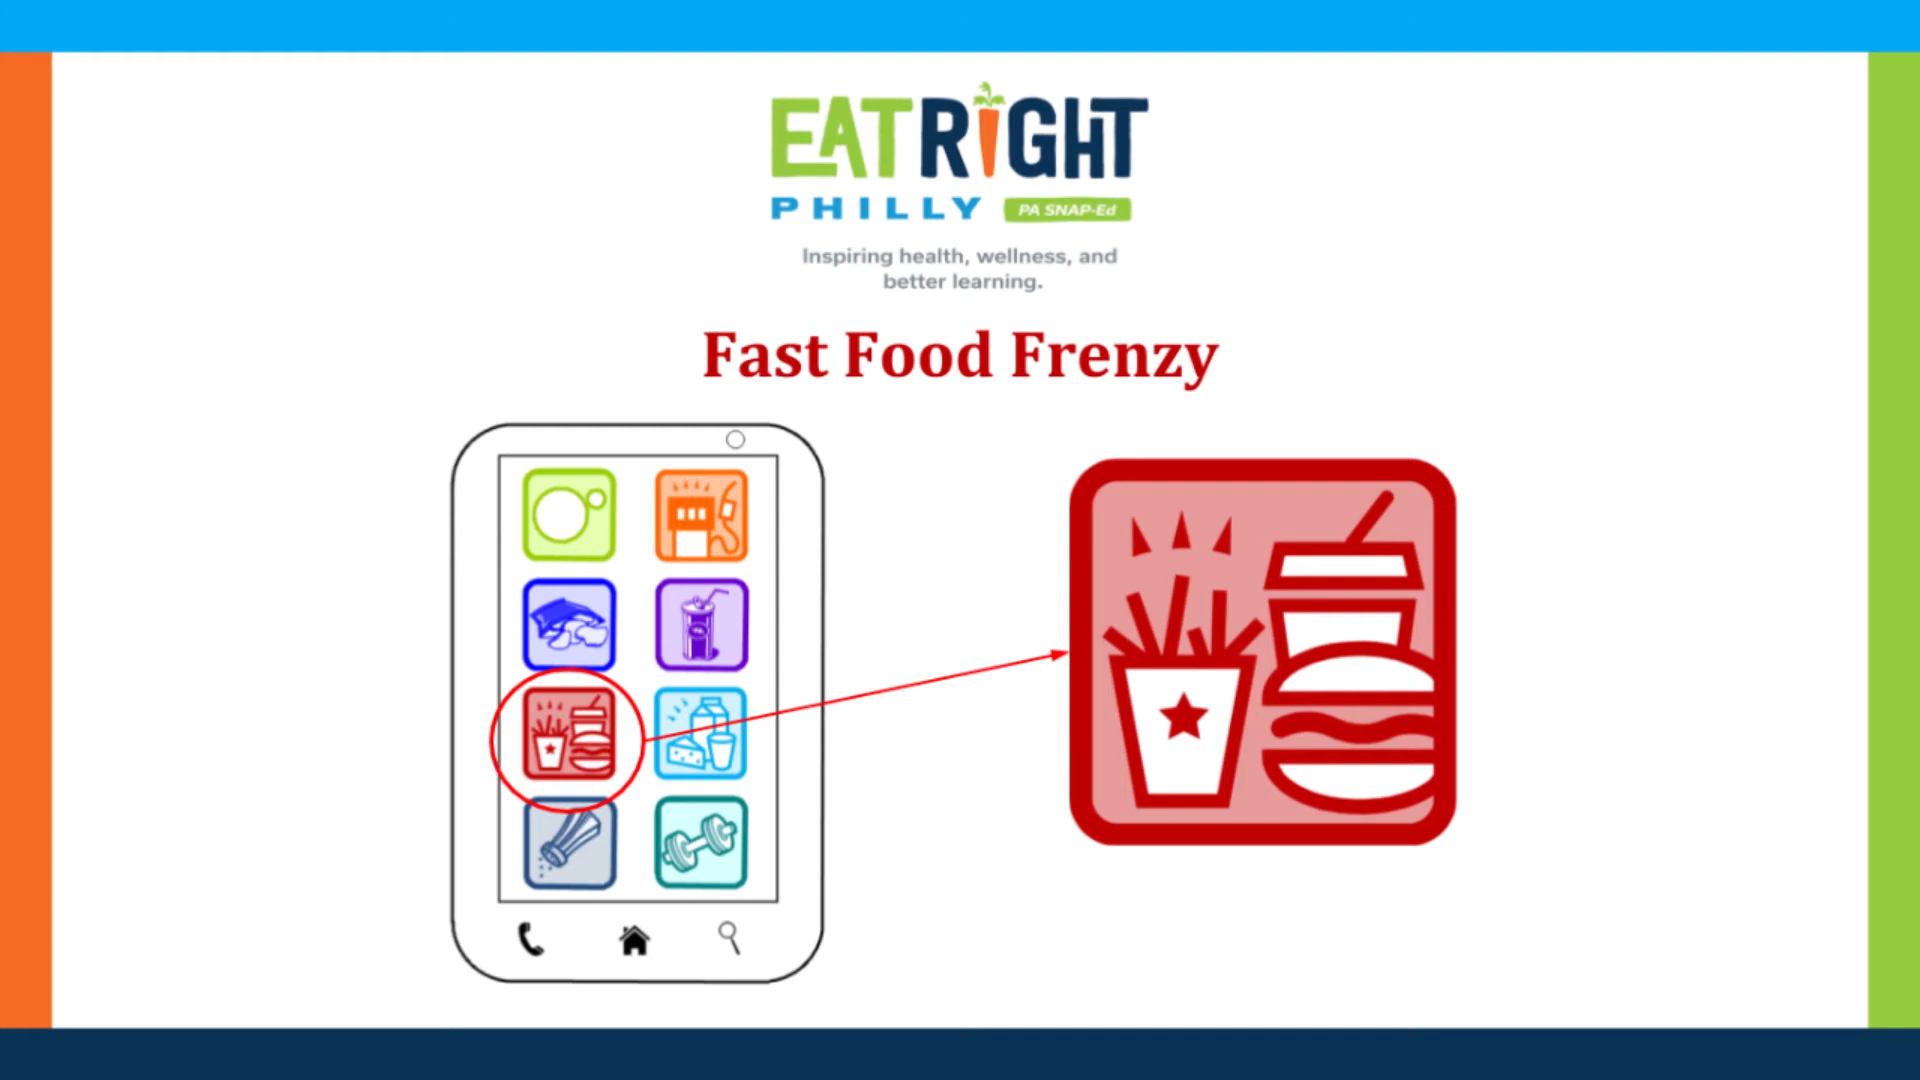 EATRIGHT
PHILLY PA SNAP-Ed
Inspiring health, wellness, and
better learning.
Fast Food Frenzy